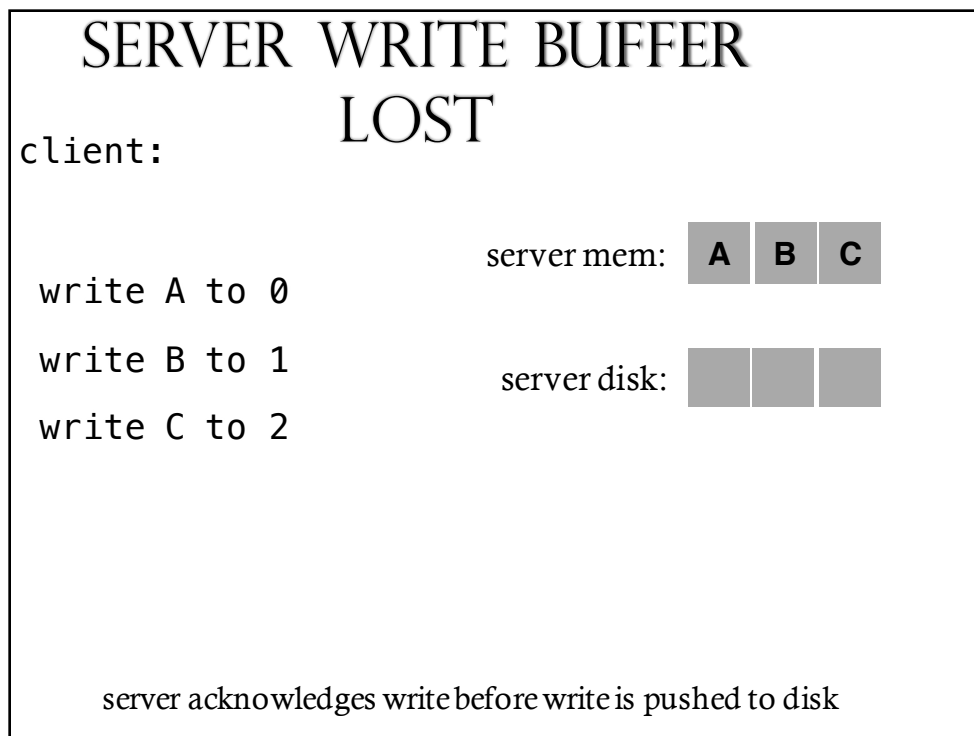 SERVER WRITE BUFFER
LOST
client:
server mem: A B C
write A to 0
write B to 1
server disk:
write C to 2
server acknowledges write before write is pushed to disk